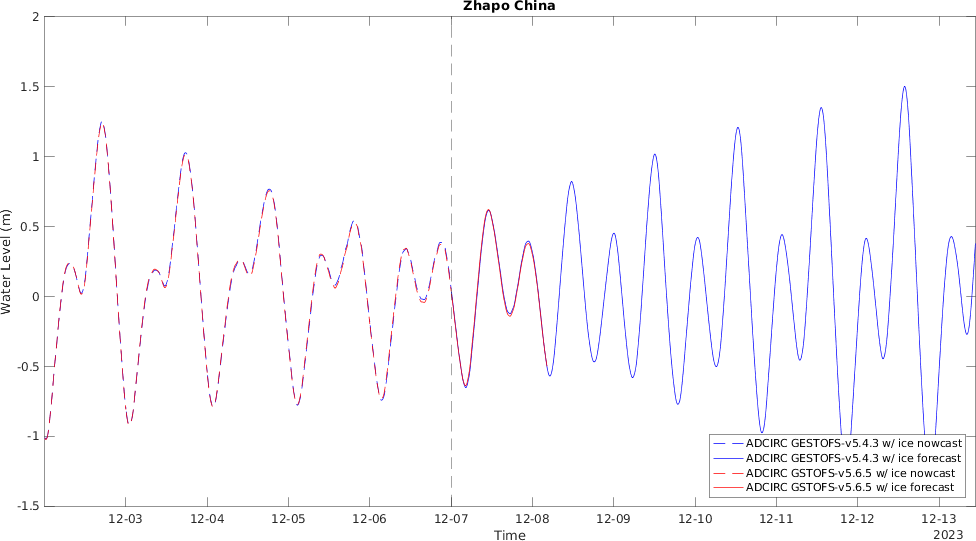 Zhapo China
2
1.5
1
0.5
0
-0.5
-1
-1.5
Water Level (m)
ADCIRC GESTOFS-v5.4.3 w/ ice nowcast
ADCIRC GESTOFS-v5.4.3 w/ ice forecast
ADCIRC GSTOFS-v5.6.5 w/ ice nowcast
ADCIRC GSTOFS-v5.6.5 w/ ice forecast
12-03 12-04 12-05 12-06 12-07 12-08 12-09 12-10 12-11 12-12 12-13
Time
2023